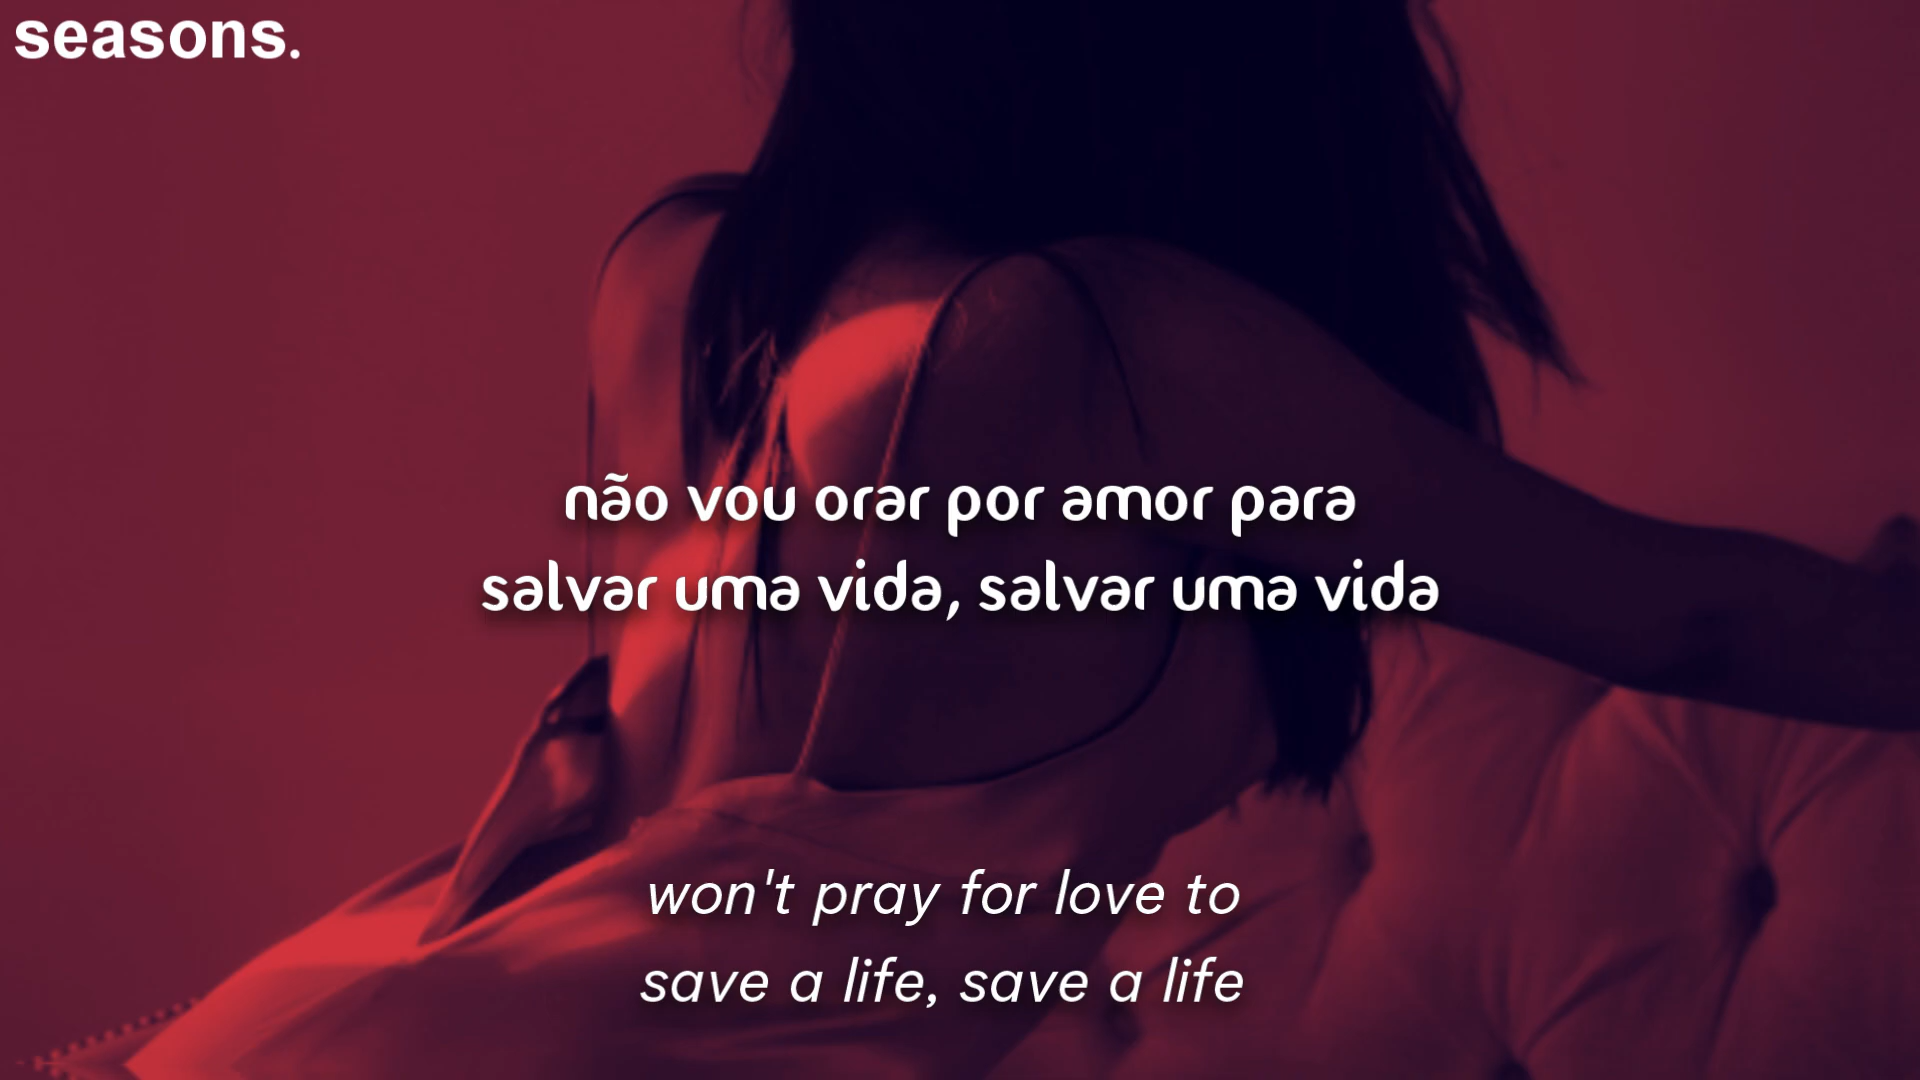 seasons.
não vou orar por amor para
salvar uma vida, salvar uma vida
won't pray for love to
save a life, save a life